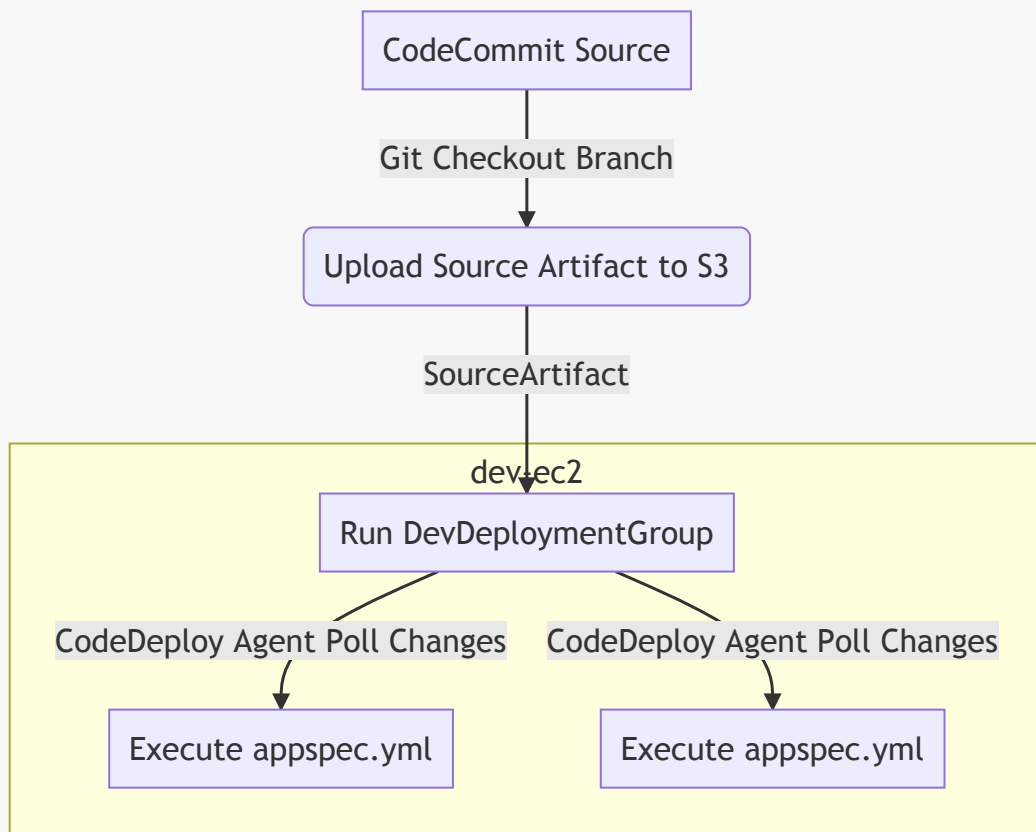 CodeCommit Source
Git Checkout Branch
Upload Source Artifact to S3
SourceArtifact
dev-ec2
Run DevDeploymentGroup
CodeDeploy Agent Poll Changes
CodeDeploy Agent Poll Changes
Execute appspec.yml
Execute appspec.yml